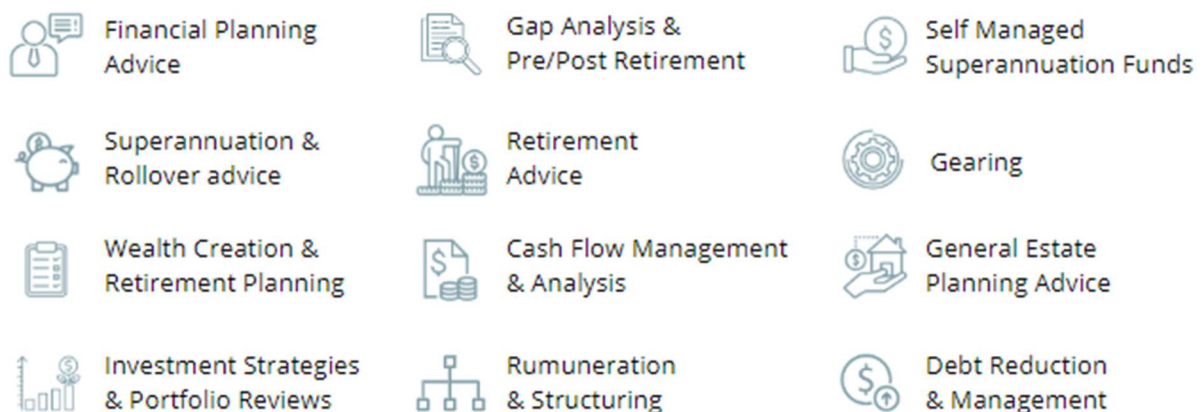 Financial Planning
Advice
Gap Analysis &
Pre/Post Retirement
Self Managed
Superannuation Funds
Superannuation &
Rollover advice
Retirement
Advice
Gearing
Wealth Creation &
Retirement Planning
Cash Flow Management
& Analysis
General Estate
Planning Advice
Investment Strategies
& Portfolio Reviews
Rumuneration
& Structuring
Debt Reduction
& Management